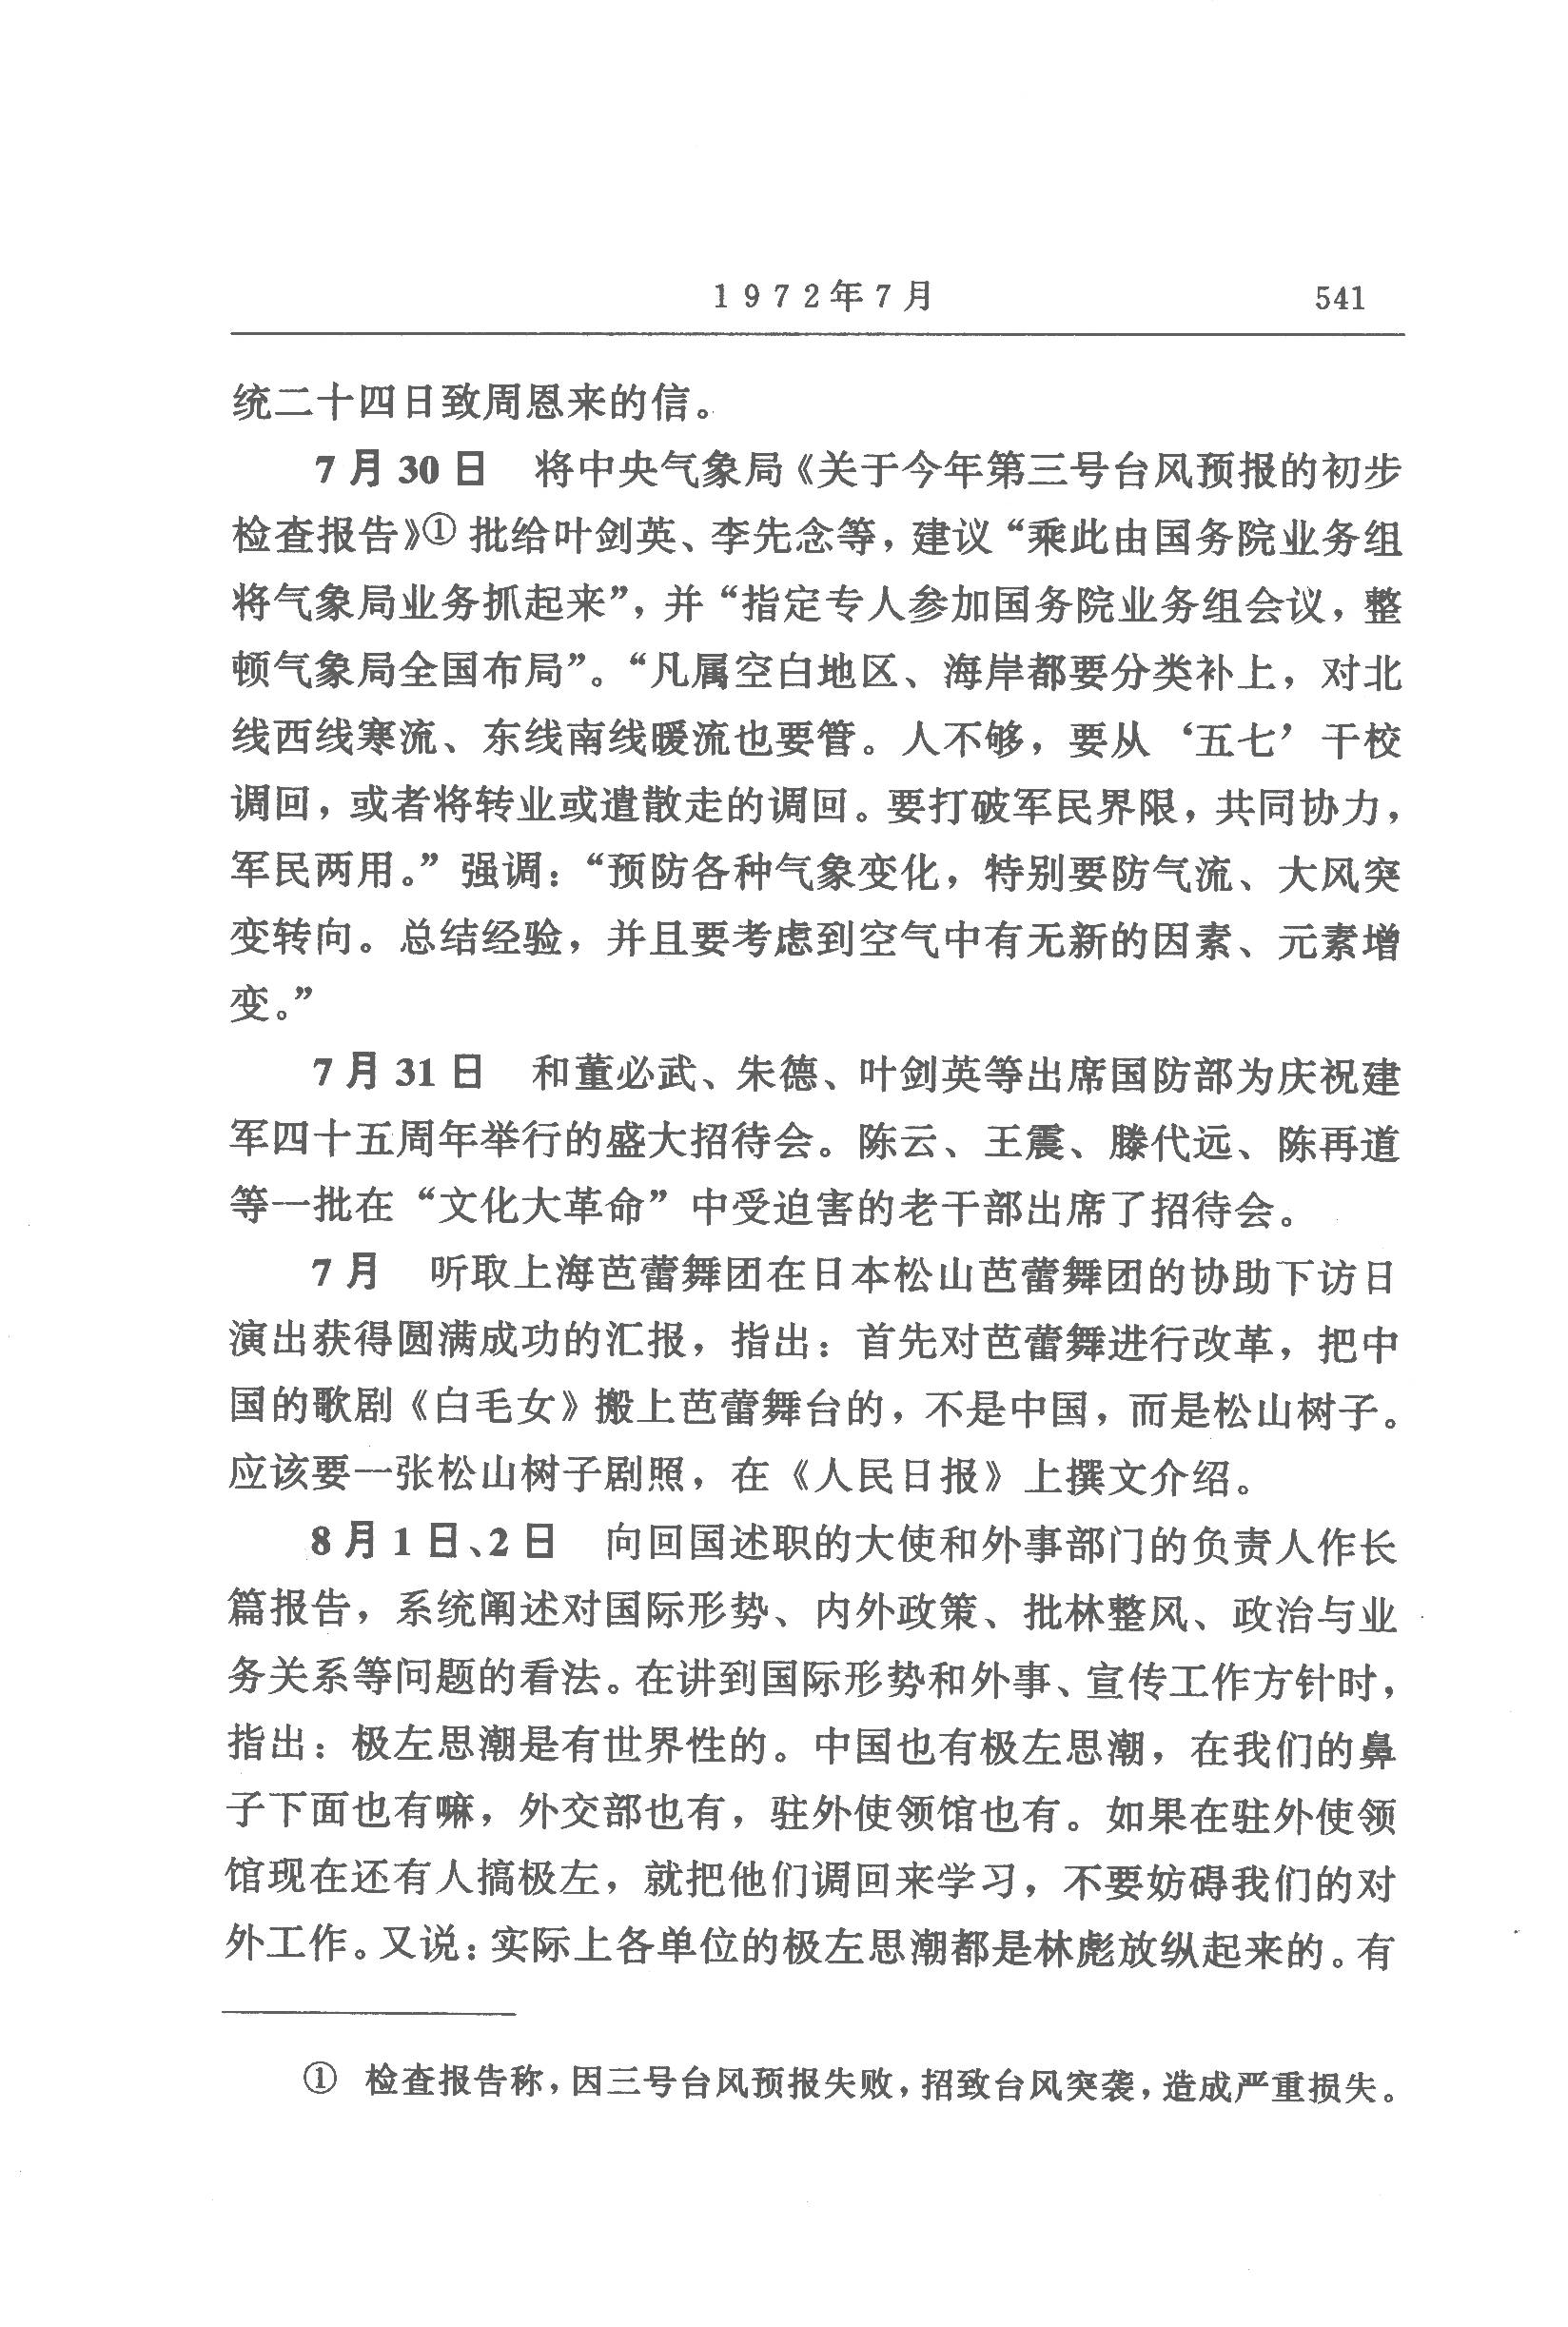 1972年7月 541
统二十四日致周恩来的信。
7月30日 将中央气象局《关于今年第三号台风预报的初步
检查报告》①批给叶剑英、李先念等，建议“乘此由国务院业务组
将气象局业务抓起来”，并“指定专人参加国务院业务组会议，整
顿气象局全国布局”。“凡属空白地区、海岸都要分类补上，对北
线西线寒流、东线南线暖流也要管。人不够，要从‘五七’干校
调回，或者将转业或遣散走的调回。要打破军民界限，共同协力，
军民两用。”强调：“预防各种气象变化，特别要防气流、大风突
变转向。总结经验，并且要考虑到空气中有无新的因素、元素增
变。”
7月31日 和董必武、朱德、叶剑英等出席国防部为庆祝建
军四十五周年举行的盛大招待会。陈云、王震、滕代远、陈再道
等一批在“文化大革命”中受迫害的老干部出席了招待会。
7月 听取上海芭蕾舞团在日本松山芭蕾舞团的协助下访日
演出获得圆满成功的汇报，指出：首先对芭蕾舞进行改革，把中
国的歌剧《白毛女》搬上芭蕾舞台的，不是中国，而是松山树子。
应该要一张松山树子剧照，在《人民日报》上撰文介绍。
8月1日、2日 向回国述职的大使和外事部门的负责人作长
篇报告，系统阐述对国际形势、内外政策、批林整风、政治与业
务关系等问题的看法。在讲到国际形势和外事、宣传工作方针时，
指出：极左思潮是有世界性的。中国也有极左思潮，在我们的鼻
子下面也有嘛，外交部也有，驻外使领馆也有。如果在驻外使领
馆现在还有人搞极左，就把他们调回来学习，不要妨碍我们的对
外工作。又说：实际上各单位的极左思潮都是林彪放纵起来的。有
① 检查报告称，因三号台风预报失败，招致台风突袭，造成严重损失。